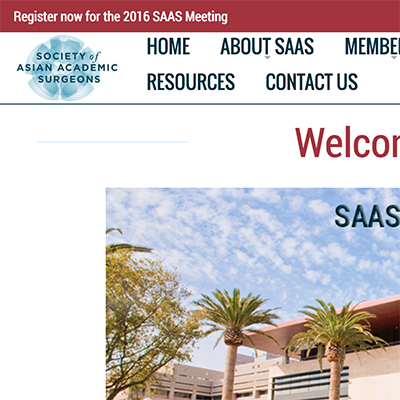 Register now for the 2016 SAAS Meeting
SOCIETY of
ASIAN ACADEMIC
SURGEONS
HOME ABOUT SAAS MEMBE
RESOURCES CONTACT US
Welcon
SAAS